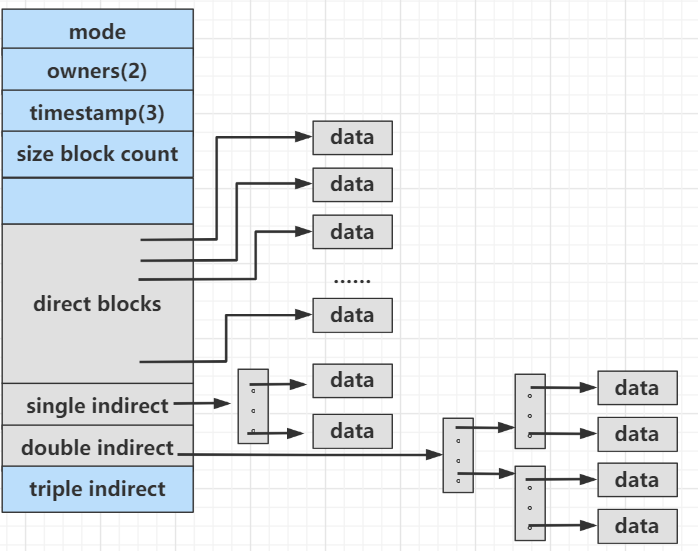 mode
owners(2)
timestamp(3)
size block count
direct blocks
single indirect
double indirect
triple indirect
data
data
data
......
data
data
data
data
data
data
data